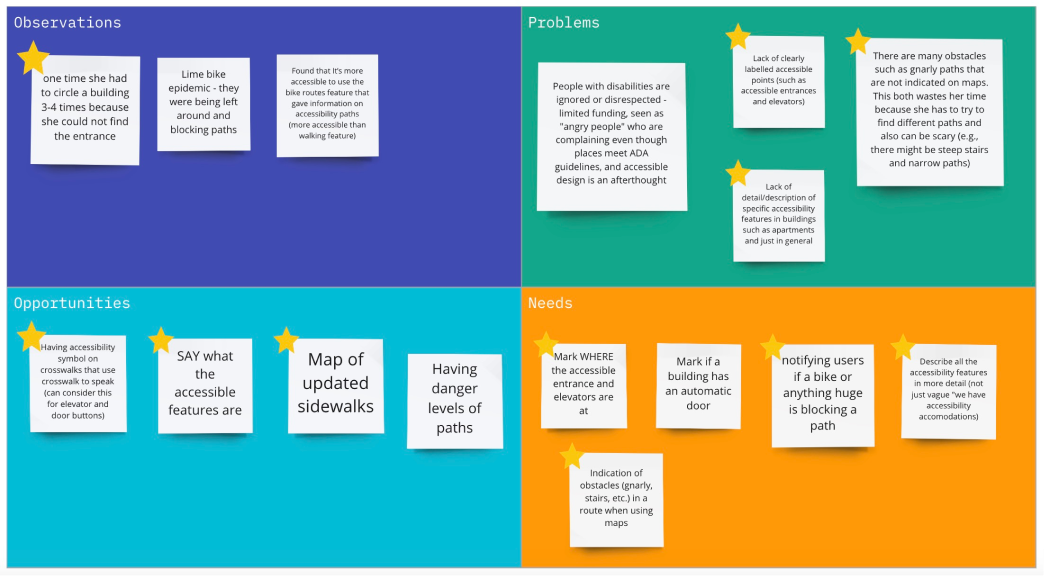 Observations
one time she had
to circle a building
3-4 times because
she could not find
the entrance
Lime bike
epidemic - they
were being left
around and
blocking paths
Found that it's more
accessible to use the
bike routes feature that
gave information on
accessibility paths
(more accessible than
walking feature)
Problems
People with disabilities are
ignored or disrespected -
limited funding, seen as
"angry people" who are
complaining even though
places meet ADA
guidelines, and accessible
design is an afterthought
Lack of clearly
labelled accessible
points (such as
accessible entrances
and elevators)
Lack of
detail/description of
specific accessibility
features in buildings
such as apartments
and just in general
There are many obstacles
such as gnarly paths that
are not indicated on maps.
This both wastes her time
because she has to try to
find different paths and
also can be scary (e.g.,
there might be steep stairs
and narrow paths)
Opportunities
Having accessibility
symbol on
crosswalks that use
crosswalk to speak
(can consider this
for elevator and
door buttons)
SAY what
the
accessible
features are
Map of
updated
sidewalks
Having
danger
levels of
paths
Needs
Mark WHERE
the accessible
entrance and
elevators are
at
Mark if a
building has
an automatic
door
notifying users
if a bike or
anything huge
is blocking a
path
Describe all the
accessibility features
in more detail (not
just vague "we have
accessibility
accomodations)
Indication of
obstacles (gnarly,
stairs, etc.) in a
route when using
maps